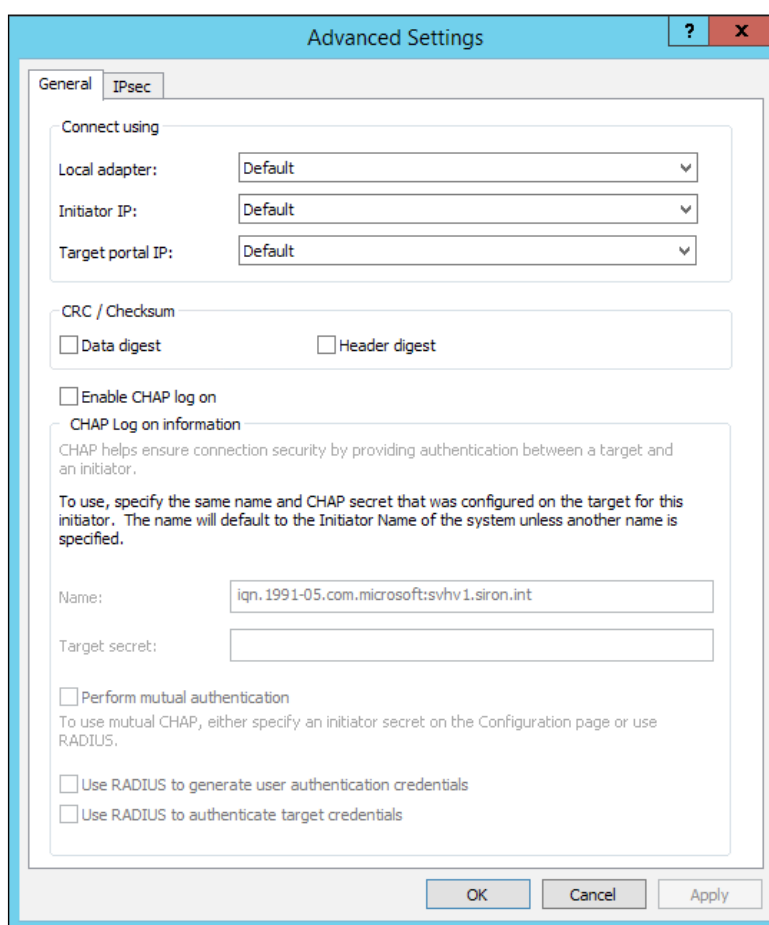 Advanced Settings
?
x
General
IPsec
Connect using
Local adapter:
Default
Initiator IP:
Default
Target portal IP:
Default
CRC / Checksum
Data digest
Header digest
Enable CHAP log on
CHAP Log on information
CHAP helps ensure connection security by providing authentication between a target and
an initiator.
To use, specify the same name and CHAP secret that was configured on the target for this
initiator.  The name will default to the Initiator Name of the system unless another name is
specified.
Name:
iqn.1991-05.com.microsoft:svhv1.siron.int
Target secret:
Perform mutual authentication
To use mutual CHAP, either specify an initiator secret on the Configuration page or use
RADIUS.
Use RADIUS to generate user authentication credentials
Use RADIUS to authenticate target credentials
OK
Cancel
Apply